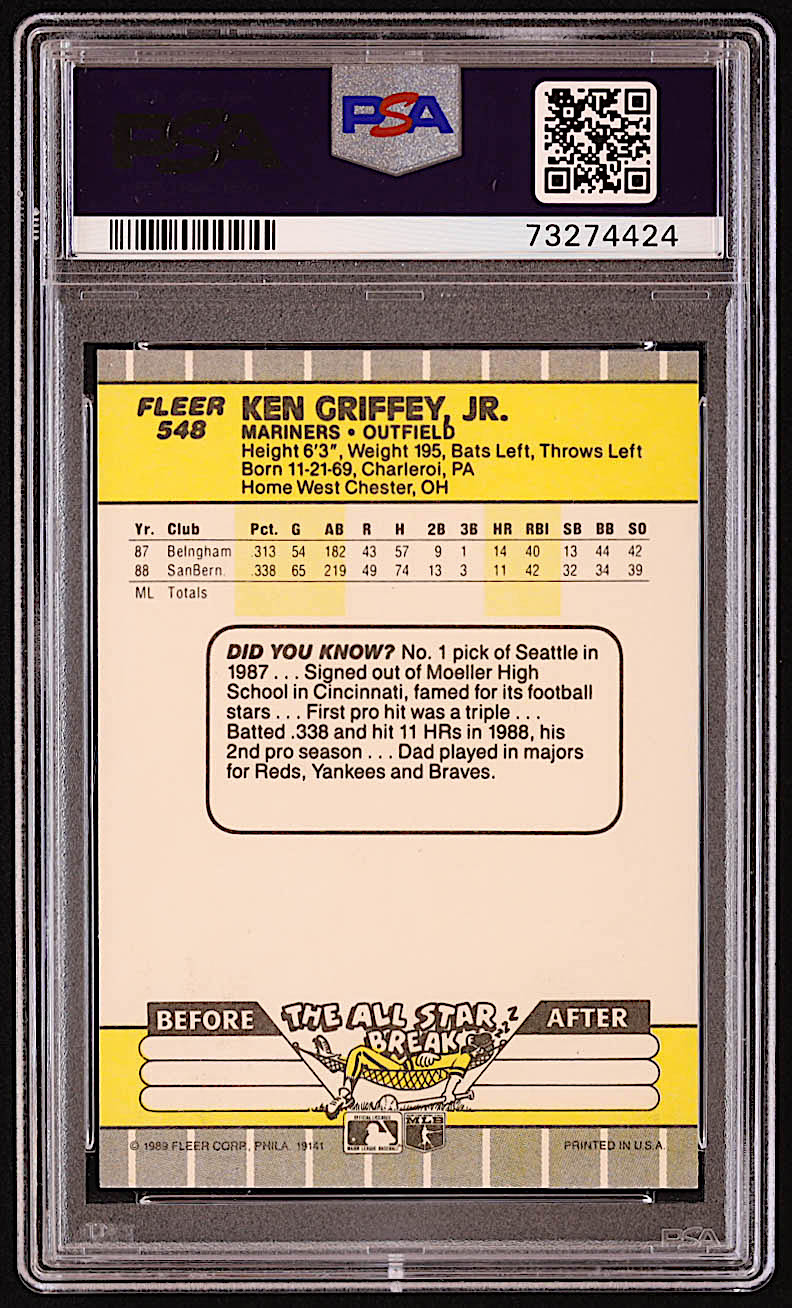 PSA
PSA
73274424
FLEER
548
KEN GRIFFEY, JR.
MARINERS • OUTFIELD
Height 6'3", Weight 195, Bats Left, Throws Left
Born 11-21-69, Charleroi, PA
Home West Chester, OH
Yr. Club Pct. G AB R H 2B 3B HR RBI SB BB SO
87 Belngham .313 54 182 43 57 9 1 14 40 13 44 42
88 SanBern. .338 65 219 49 74 13 3 11 42 32 34 39
ML Totals
DID YOU KNOW? No. 1 pick of Seattle in
1987 . . . Signed out of Moeller High
School in Cincinnati, famed for its football
stars . . . First pro hit was a triple . . .
Batted .338 and hit 11 HRs in 1988, his
2nd pro season . . . Dad played in majors
for Reds, Yankees and Braves.
BEFORE
THE ALL STAR
BREAK
zzZ
AFTER
MLB
MAJOR LEAGUE BASEBALL
© 1989 FLEER CORP., PHILA. 19141
PRINTED IN U.S.A.
PSA